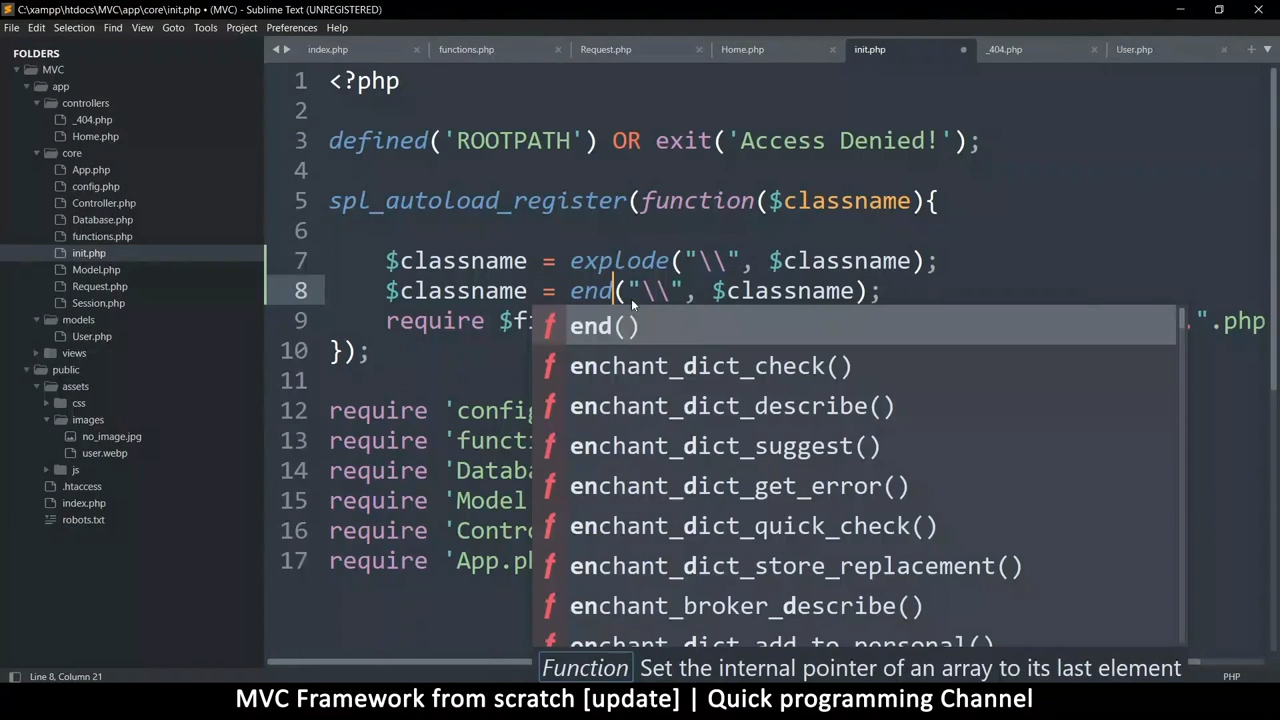 C:\xampp\htdocs\MVC\app\core\init.php • (MVC) - Sublime Text (UNREGISTERED)
File Edit Selection Find View Goto Tools Project Preferences Help
FOLDERS
MVC
app
controllers
_404.php
Home.php
core
App.php
config.php
Controller.php
Database.php
functions.php
init.php
Model.php
Request.php
Session.php
models
User.php
views
public
assets
css
images
no_image.jpg
user.webp
js
.htaccess
index.php
robots.txt
index.php functions.php Request.php Home.php init.php _404.php User.php
1 <?php
2
3 defined('ROOTPATH') OR exit('Access Denied!');
4
5 spl_autoload_register(function($classname){
6
7 $classname = explode("\\", $classname);
8 $classname = end("\\", $classname);
9 require $fi .".php
10 });
11
12 require 'config
13 require 'functi
14 require 'Databa
15 require 'Model
16 require 'Contro
17 require 'App.ph
f end()
f enchant_dict_check()
f enchant_dict_describe()
f enchant_dict_suggest()
f enchant_dict_get_error()
f enchant_dict_quick_check()
f enchant_dict_store_replacement()
f enchant_broker_describe()
f enchant_dict_add_to_personal()
Function Set the internal pointer of an array to its last element
Line 8, Column 21 PHP
MVC Framework from scratch [update] | Quick programming Channel